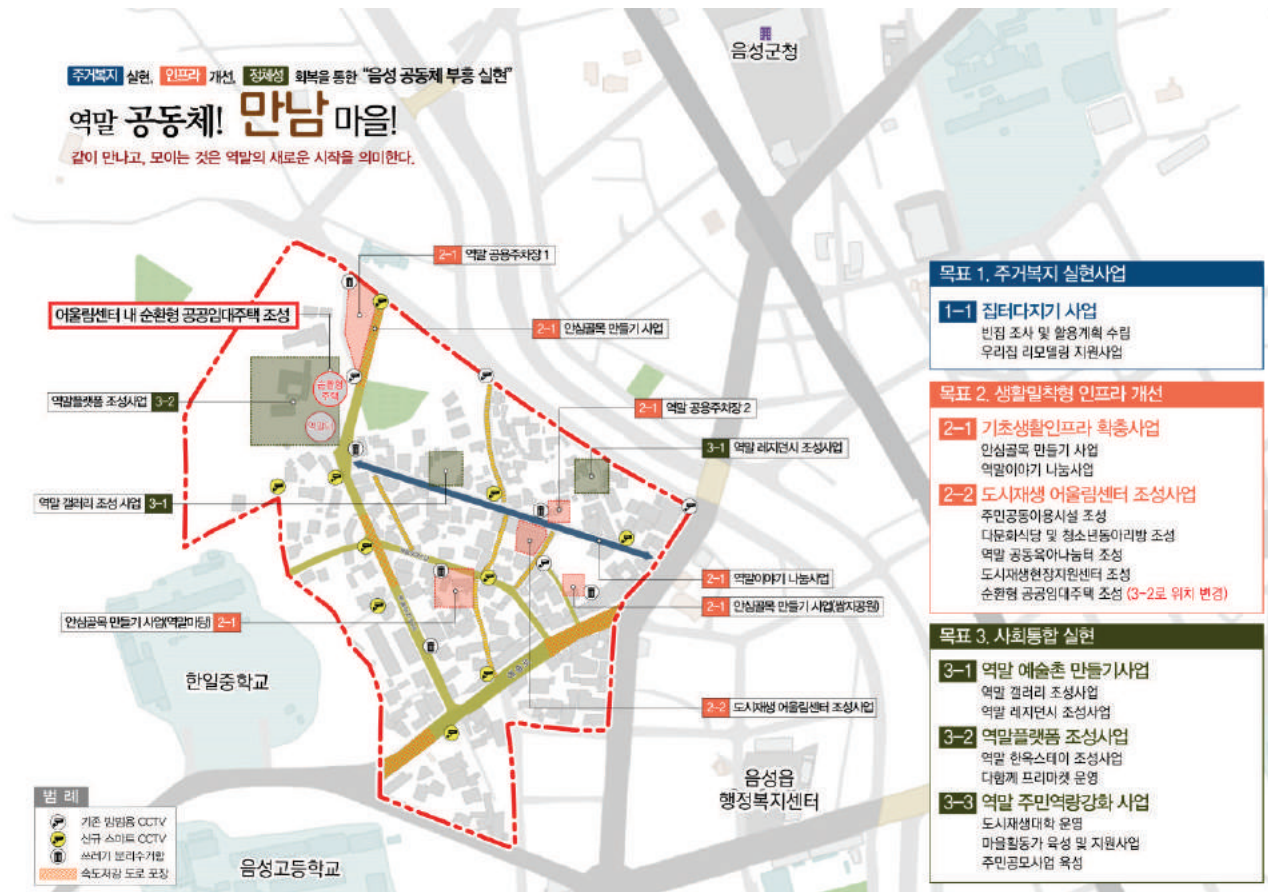 음성군청
주거복지 실현, 인프라 개선, 정체성 회복을 통한 "음성 공동체 부흥 실현"
역말 공동체! 만남 마을!
같이 만나고, 모이는 것은 역말의 새로운 시작을 의미한다.
2-1 역말 공용주차장 1
어울림센터 내 순환형 공공임대주택 조성
2-1 안심골목 만들기 사업
순환형
주택
역말플랫폼 조성사업 3-2
2-1 역말 공용주차장 2
3-1 역말 레지던시 조성사업
역말 갤러리 조성 사업 3-1
2-1 역말이야기 나눔사업
2-1 안심골목 만들기 사업(쌈지공원)
안심골목 만들기 사업(역말마당) 2-1
한일중학교
2-2 도시재생 어울림센터 조성사업
음성읍
행정복지센터
음성고등학교
범 례
기존 방범용 CCTV
신규 스마트 CCTV
쓰레기 분리수거함
속도저감 도로 포장
목표 1. 주거복지 실현사업
1-1 집터다지기 사업
빈집 조사 및 활용계획 수립
우리집 리모델링 지원사업
목표 2. 생활밀착형 인프라 개선
2-1 기초생활인프라 확충사업
안심골목 만들기 사업
역말이야기 나눔사업
2-2 도시재생 어울림센터 조성사업
주민공동이용시설 조성
다문화식당 및 청소년동아리방 조성
역말 공동육아나눔터 조성
도시재생현장지원센터 조성
순환형 공공임대주택 조성 (3-2로 위치 변경)
목표 3. 사회통합 실현
3-1 역말 예술촌 만들기사업
역말 갤러리 조성사업
역말 레지던시 조성사업
3-2 역말플랫폼 조성사업
역말 한옥스테이 조성사업
다함께 프리마켓 운영
3-3 역말 주민역량강화 사업
도시재생대학 운영
마을활동가 육성 및 지원사업
주민공모사업 육성